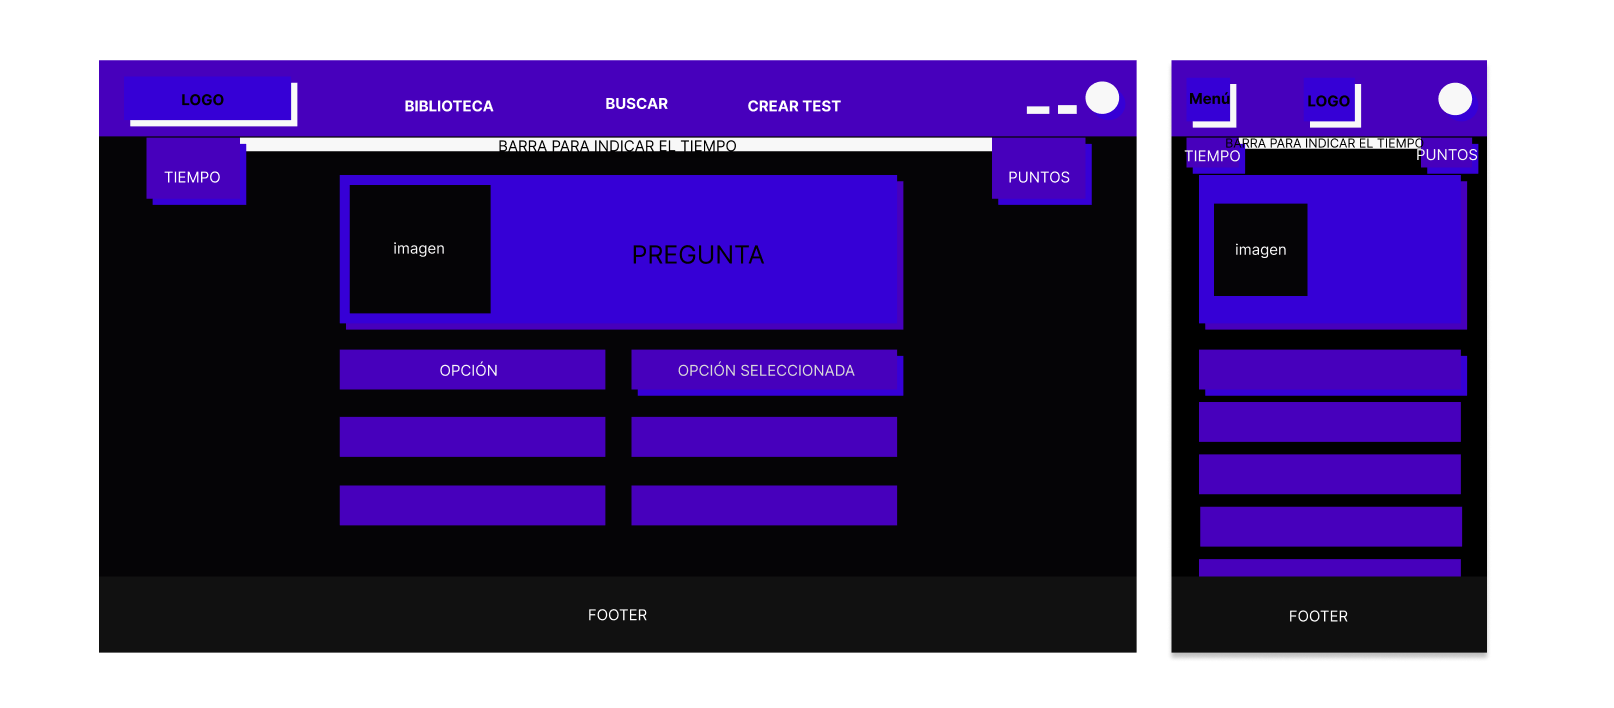 LOGO
BIBLIOTECA
BUSCAR
CREAR TEST
BARRA PARA INDICAR EL TIEMPO
TIEMPO
PUNTOS
imagen
PREGUNTA
OPCIÓN
OPCIÓN SELECCIONADA
FOOTER
Menú
LOGO
BARRA PARA INDICAR EL TIEMPO
TIEMPO
PUNTOS
imagen
FOOTER